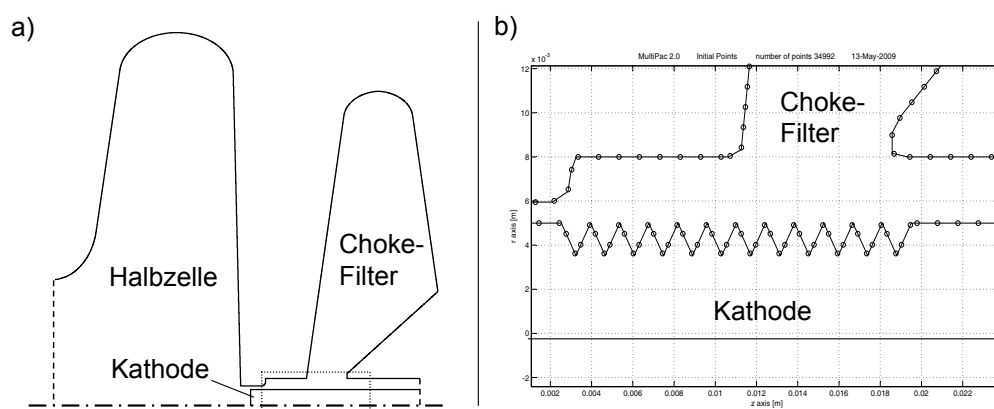 a)
Halbzelle
Choke-
Filter
Kathode
b)
MultiPac 2.0 Initial Points number of points 34992 13-May-2009
x 10⁻³
12
10
8
6
4
2
0
-2
r axis [m]
Choke-
Filter
Kathode
0.002 0.004 0.006 0.008 0.01 0.012 0.014 0.016 0.018 0.02 0.022
z axis [m]